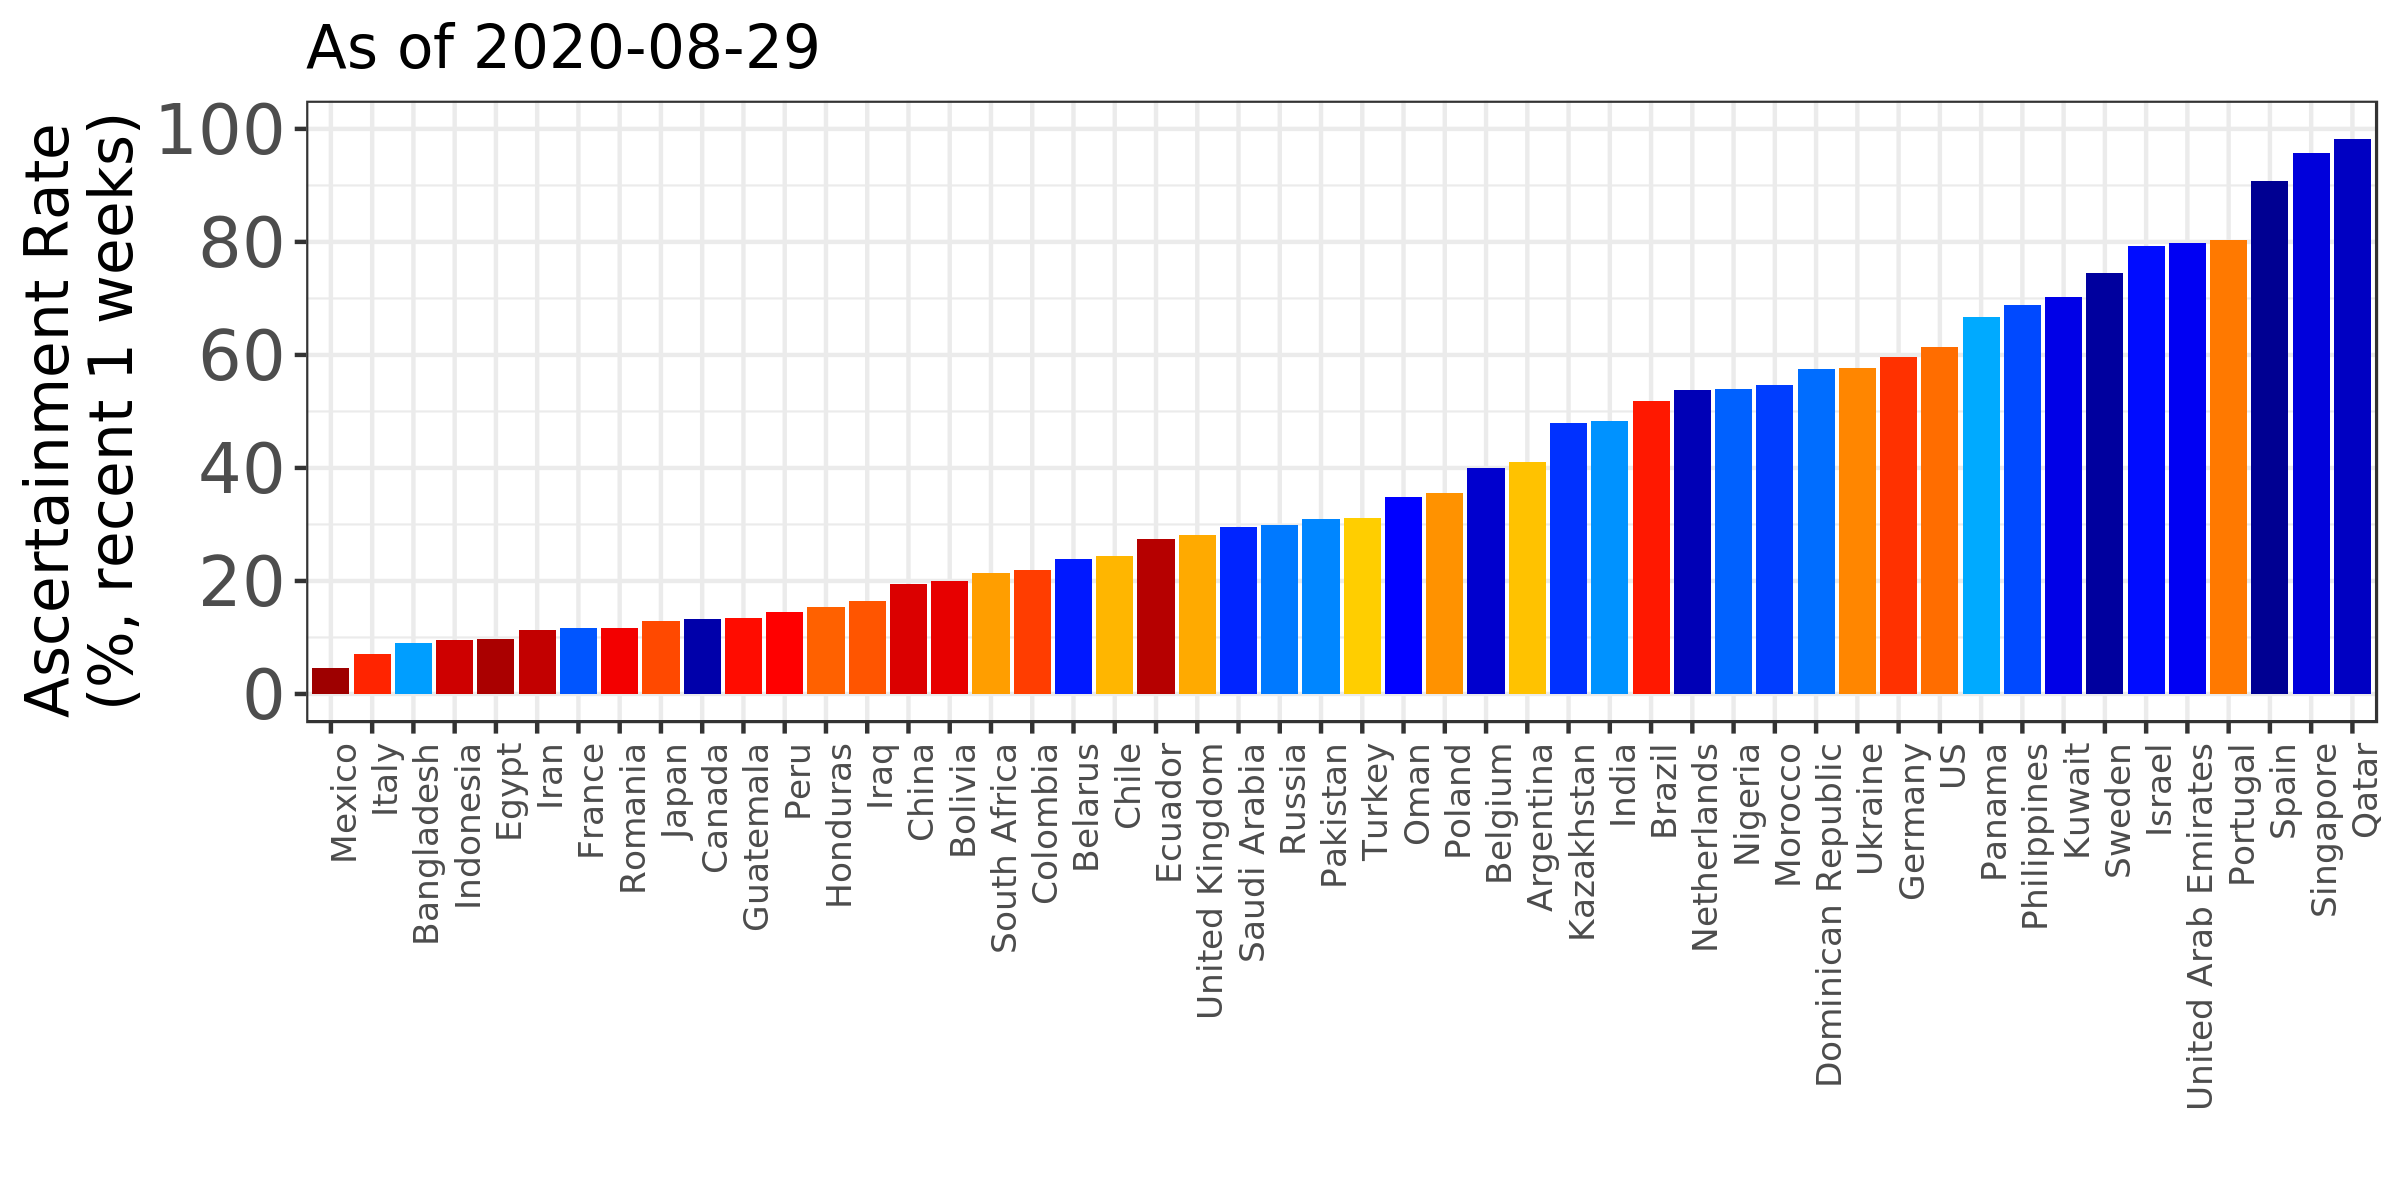 As of 2020-08-29
Ascertainment Rate
(%, recent 1 weeks)
100
80
60
40
20
0
Mexico
Italy
Bangladesh
Indonesia
Egypt
Iran
France
Romania
Japan
Canada
Guatemala
Peru
Honduras
Iraq
China
Bolivia
South Africa
Colombia
Belarus
Chile
Ecuador
United Kingdom
Saudi Arabia
Russia
Pakistan
Turkey
Oman
Poland
Belgium
Argentina
Kazakhstan
India
Brazil
Netherlands
Nigeria
Morocco
Dominican Republic
Ukraine
Germany
US
Panama
Philippines
Kuwait
Sweden
Israel
United Arab Emirates
Portugal
Spain
Singapore
Qatar